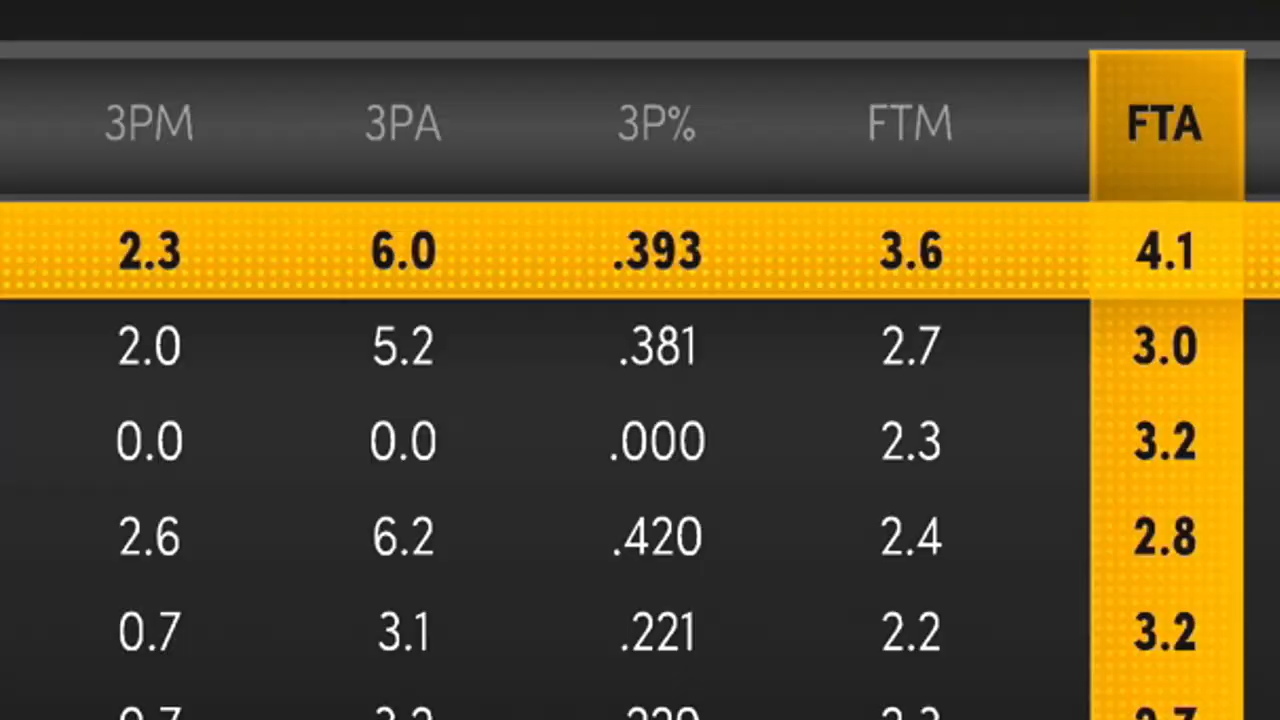 3PM 3PA 3P% FTM FTA
2.3 6.0 .393 3.6 4.1
2.0 5.2 .381 2.7 3.0
0.0 0.0 .000 2.3 3.2
2.6 6.2 .420 2.4 2.8
0.7 3.1 .221 2.2 3.2